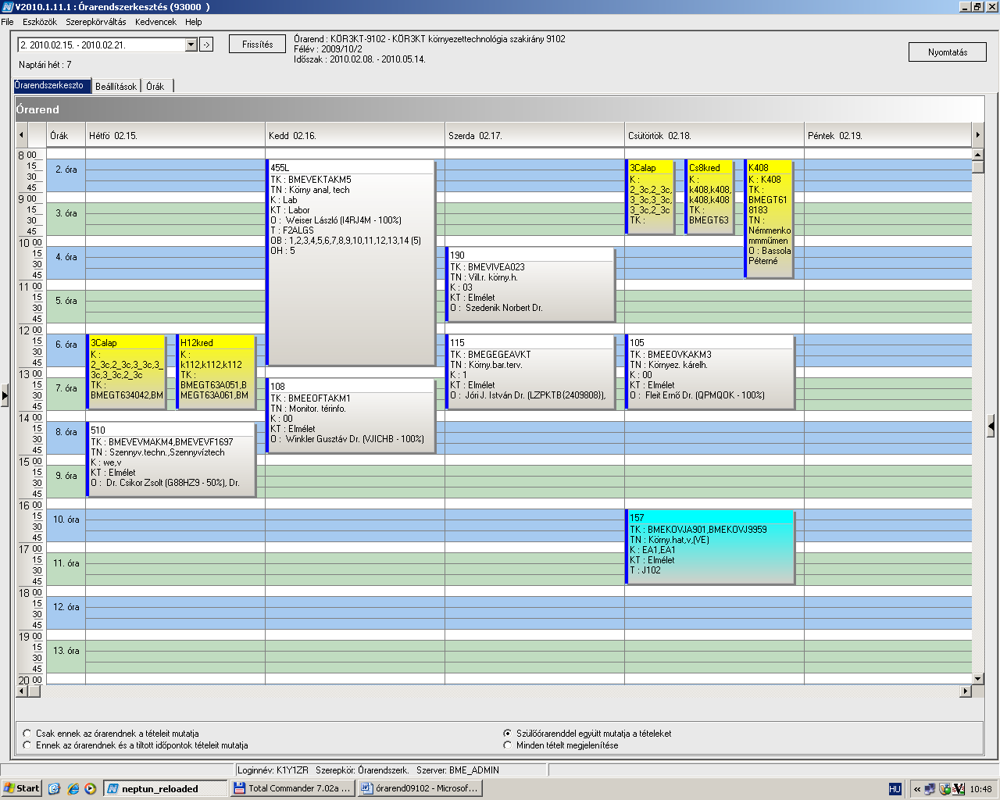 V2010.1.11.1 : Órarendszerkesztés (93000  )
File Eszközök Szerepkörváltás Kedvencek Help
2. 2010.02.15. - 2010.02.21.
->
Frissítés
Órarend : KÖR3KT-9102 - KÖR3KT környezettechnológia szakirány 9102
Félév : 2009/10/2
Időszak : 2010.02.08. - 2010.05.14.
Nyomtatás
Naptári hét : 7
Órarendszerkeszto Beállítások Órák
Órarend
Órák Hétfő 02.15. Kedd 02.16. Szerda 02.17. Csütörtök 02.18. Péntek 02.19.
8 00
15
30
45
9 00
15
30
45
10 00
15
30
45
11 00
15
30
45
12 00
15
30
45
13 00
15
30
45
14 00
15
30
45
15 00
15
30
45
16 00
15
30
45
17 00
15
30
45
18 00
15
30
45
19 00
15
30
45
20 00
2. óra
3. óra
4. óra
5. óra
6. óra
7. óra
8. óra
9. óra
10. óra
11. óra
12. óra
13. óra
3Calap
K :
2_3c,2_3c,3_3c,3_
3c,3_3c,2_3c
TK :
BMEGT634042,BM
H12kred
K :
k112,k112,k112
TK :
BMEGT63A051,B
MEGT63A061,BM
510
TK : BMEVEVMAKM4,BMEVEVF1697
TN : Szennyv.techn.,Szennyvíztech
K : we,v
KT : Elmélet
O : Dr. Csikor Zsolt (G88HZ9 - 50%), Dr.
455L
TK : BMEVEKTAKM5
TN : Körny anal, tech
K : Lab
KT : Labor
O : Weiser László (I4RJ4M - 100%)
T : F2ALGS
OB : 1,2,3,4,5,6,7,8,9,10,11,12,13,14 (5)
OH : 5
108
TK : BMEEOFTAKM1
TN : Monitor. térinfo.
K : 00
KT : Elmélet
O : Winkler Gusztáv Dr. (VJICHB - 100%)
190
TK : BMEVIVEA023
TN : Vill.r. körny.h.
K : 03
KT : Elmélet
O : Szedenik Norbert Dr.
115
TK : BMEGEGEAVKT
TN : Körny.bar.terv.
K : 1
KT : Elmélet
O : Jóri J. István Dr. (LZPKTB{2409808}),
3Calap
K :
2_3c,2_3c,
3_3c,3_3c,
3_3c,2_3c
TK :
Cs8kred
K :
k408,k408,
k408,k408
TK :
BMEGT63
K408
K : K408
TK :
BMEGT61
8183
TN :
Némmenko
mmműmen
O : Bassola
Péterné
105
TK : BMEEOVKAKM3
TN : Környez. kárelh.
K : 00
KT : Elmélet
O : Fleit Ernő Dr. (QPMQOK - 100%)
157
TK : BMEKOVJA901,BMEKOVJ9959
TN : Körny.hat,v,(VE)
K : EA1,EA1
KT : Elmélet
T : J102
Csak ennek az órarendnek a tételeit mutatja
Ennek az órarendnek és a tiltott időpontok tételeit mutatja
Szülőórarenddel együtt mutatja a tételeket
Minden tételt megjelenítése
Loginnév: K1Y1ZR Szerepkör: Órarendszerk. Szerver: BME_ADMIN
Start neptun_reloaded Total Commander 7.02a ... órarend09102 - Microsof... HU « 10:48